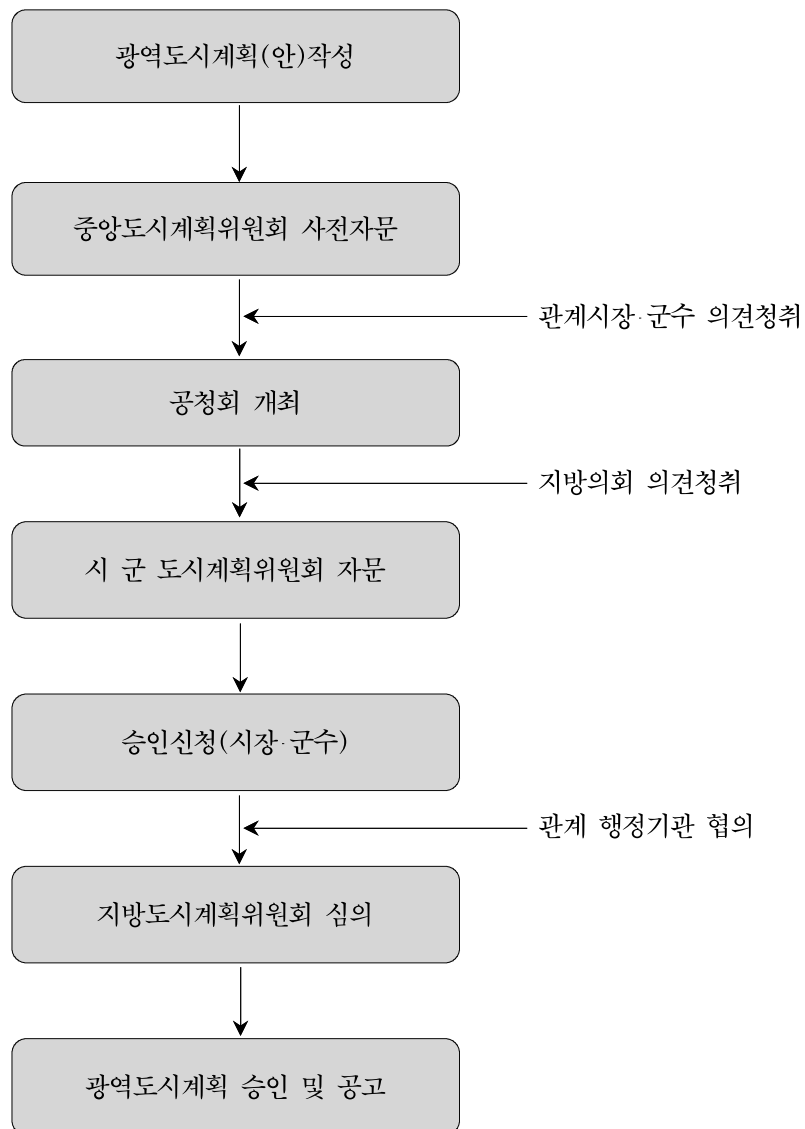 광역도시계획(안)작성
중앙도시계획위원회 사전자문
관계시장·군수 의견청취
공청회 개최
지방의회 의견청취
시 군 도시계획위원회 자문
승인신청(시장·군수)
관계 행정기관 협의
지방도시계획위원회 심의
광역도시계획 승인 및 공고